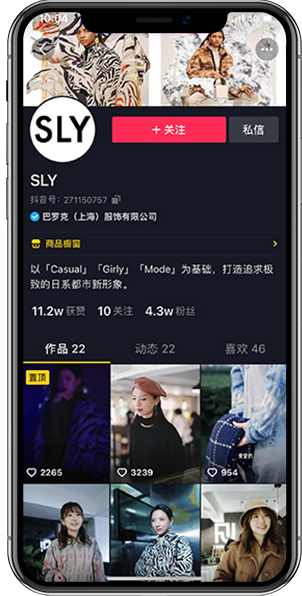 10:04
4G
SLY
+ 关注
私信
SLY
抖音号：271150757
巴罗克（上海）服饰有限公司
商品橱窗
以「Casual」「Girly」「Mode」为基础，打造追求极
致的日系都市新形象。
11.2w 获赞 10 关注 4.3w 粉丝
作品 22 动态 22 喜欢 46
置顶
2265 3239 954